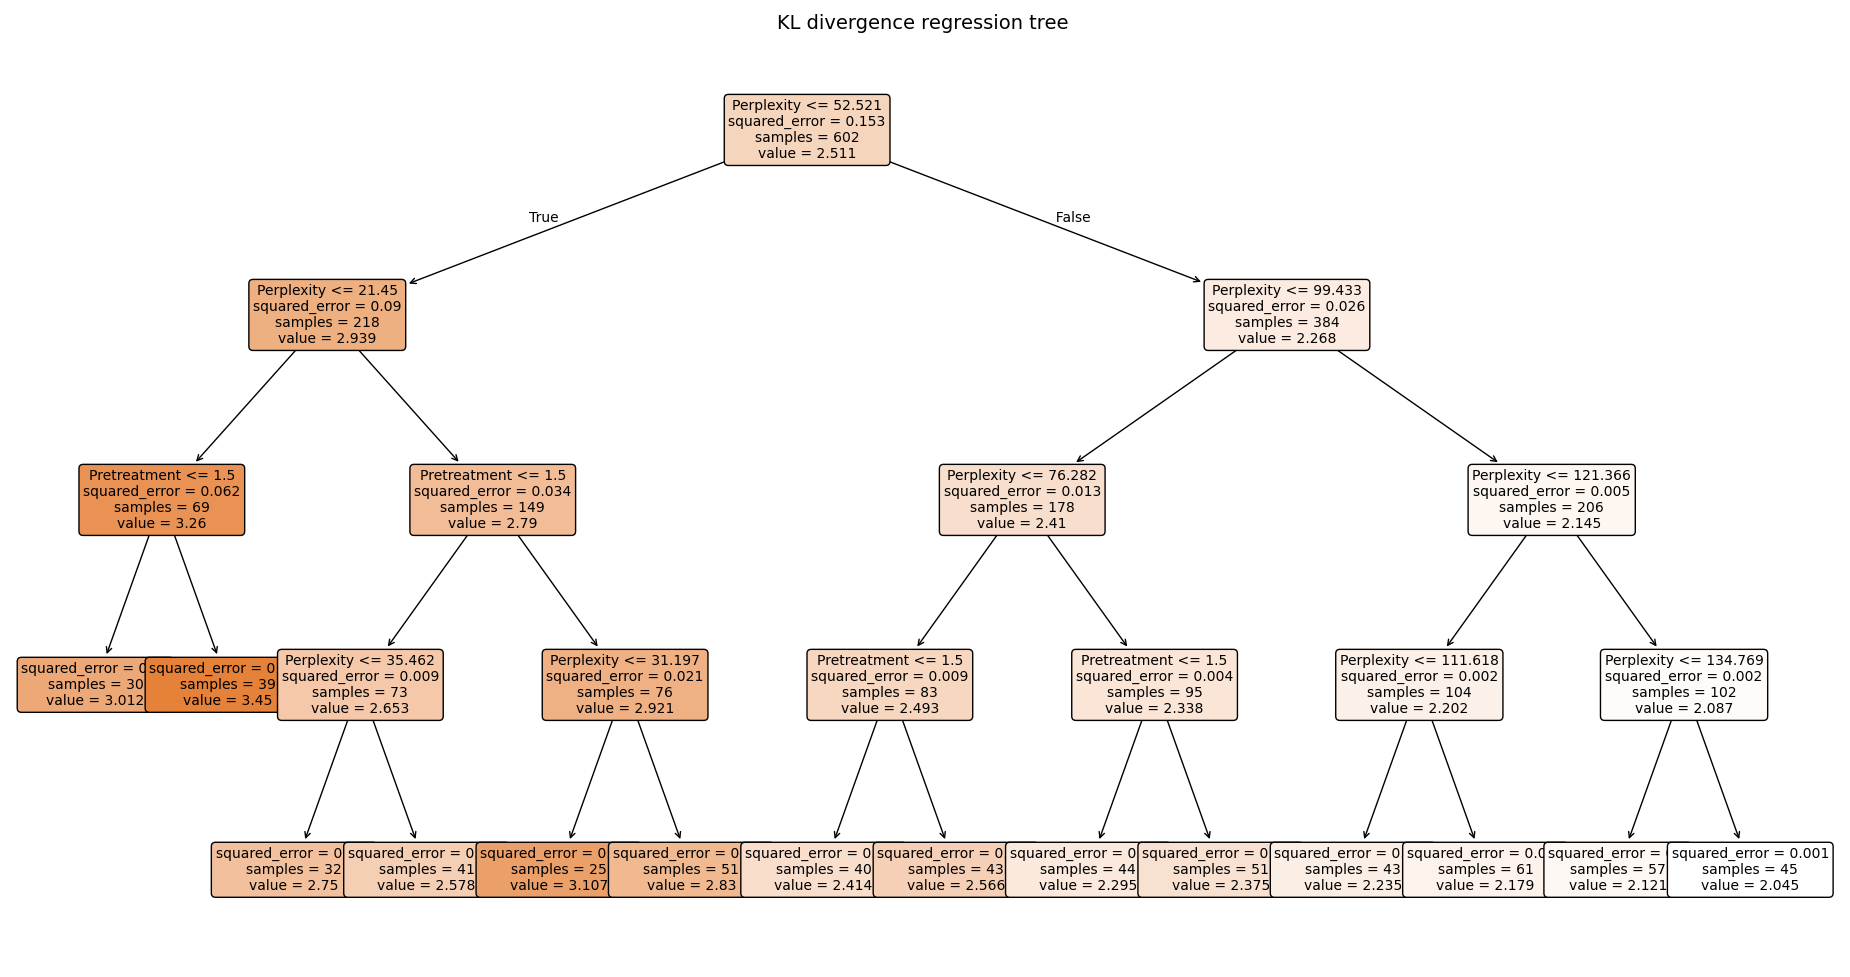 KL divergence regression tree
Perplexity <= 52.521
squared_error = 0.153
samples = 602
value = 2.511
True
False
Perplexity <= 21.45
squared_error = 0.09
samples = 218
value = 2.939
Perplexity <= 99.433
squared_error = 0.026
samples = 384
value = 2.268
Pretreatment <= 1.5
squared_error = 0.062
samples = 69
value = 3.26
Pretreatment <= 1.5
squared_error = 0.034
samples = 149
value = 2.79
Perplexity <= 76.282
squared_error = 0.013
samples = 178
value = 2.41
Perplexity <= 121.366
squared_error = 0.005
samples = 206
value = 2.145
squared_error = 0
samples = 30
value = 3.012
squared_error = 0
samples = 39
value = 3.45
Perplexity <= 35.462
squared_error = 0.009
samples = 73
value = 2.653
Perplexity <= 31.197
squared_error = 0.021
samples = 76
value = 2.921
Pretreatment <= 1.5
squared_error = 0.009
samples = 83
value = 2.493
Pretreatment <= 1.5
squared_error = 0.004
samples = 95
value = 2.338
Perplexity <= 111.618
squared_error = 0.002
samples = 104
value = 2.202
Perplexity <= 134.769
squared_error = 0.002
samples = 102
value = 2.087
squared_error = 0
samples = 32
value = 2.75
squared_error = 0
samples = 41
value = 2.578
squared_error = 0
samples = 25
value = 3.107
squared_error = 0
samples = 51
value = 2.83
squared_error = 0
samples = 40
value = 2.414
squared_error = 0
samples = 43
value = 2.566
squared_error = 0
samples = 44
value = 2.295
squared_error = 0
samples = 51
value = 2.375
squared_error = 0
samples = 43
value = 2.235
squared_error = 0.0
samples = 61
value = 2.179
squared_error =
samples = 57
value = 2.121
squared_error = 0.001
samples = 45
value = 2.045